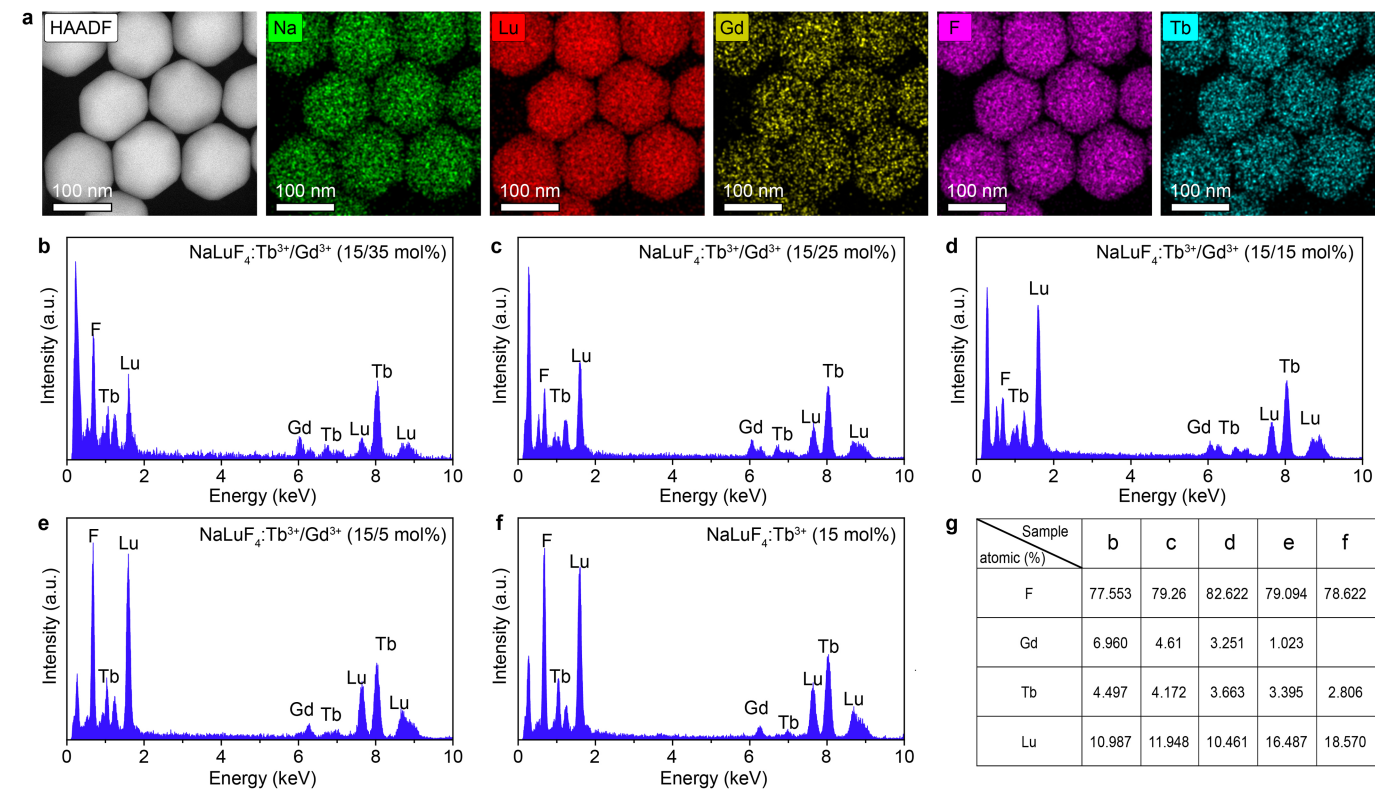 a
HAADF
Na
Lu
Gd
F
Tb
100 nm
100 nm
100 nm
100 nm
100 nm
100 nm
b
NaLuF₄:Tb³⁺/Gd³⁺ (15/35 mol%)
Intensity (a.u.)
F
Tb
Lu
Gd
Tb
Lu
Tb
Lu
0 2 4 6 8 10
Energy (keV)
c
NaLuF₄:Tb³⁺/Gd³⁺ (15/25 mol%)
Intensity (a.u.)
F
Tb
Lu
Gd
Tb
Lu
Tb
Lu
0 2 4 6 8 10
Energy (keV)
d
NaLuF₄:Tb³⁺/Gd³⁺ (15/15 mol%)
Intensity (a.u.)
F
Tb
Lu
Gd
Tb
Lu
Tb
Lu
0 2 4 6 8 10
Energy (keV)
e
NaLuF₄:Tb³⁺/Gd³⁺ (15/5 mol%)
Intensity (a.u.)
F
Tb
Lu
Gd
Tb
Lu
Tb
Lu
0 2 4 6 8 10
Energy (keV)
f
NaLuF₄:Tb³⁺ (15 mol%)
Intensity (a.u.)
F
Tb
Lu
Gd
Tb
Lu
Tb
Lu
0 2 4 6 8 10
Energy (keV)
g
Sample
atomic (%)
b c d e f
F 77.553 79.26 82.622 79.094 78.622
Gd 6.960 4.61 3.251 1.023
Tb 4.497 4.172 3.663 3.395 2.806
Lu 10.987 11.948 10.461 16.487 18.570